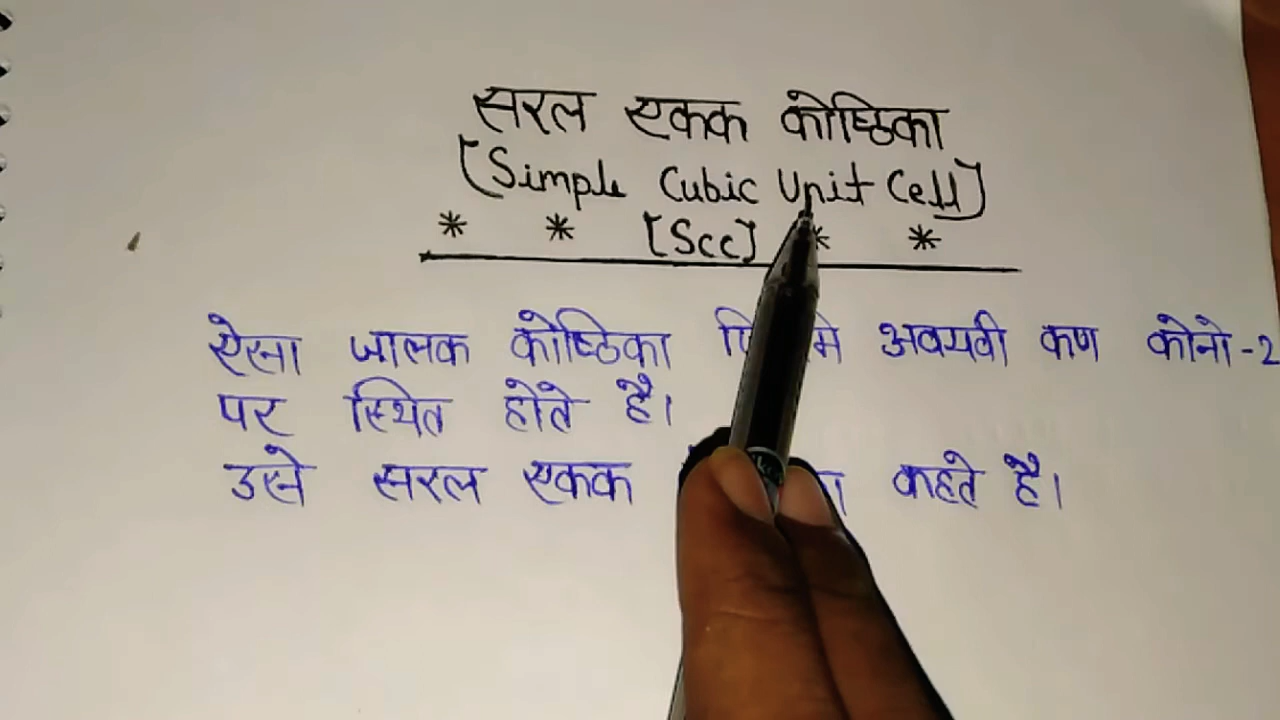 सरल एकक कोष्ठिका
[Simple Cubic Unit Cell]
* * [Scc] * *
ऐसा जालक कोष्ठिका अवयवी कण कोनो-2
पर स्थित होते है।
उसे सरल एकक कहते है।